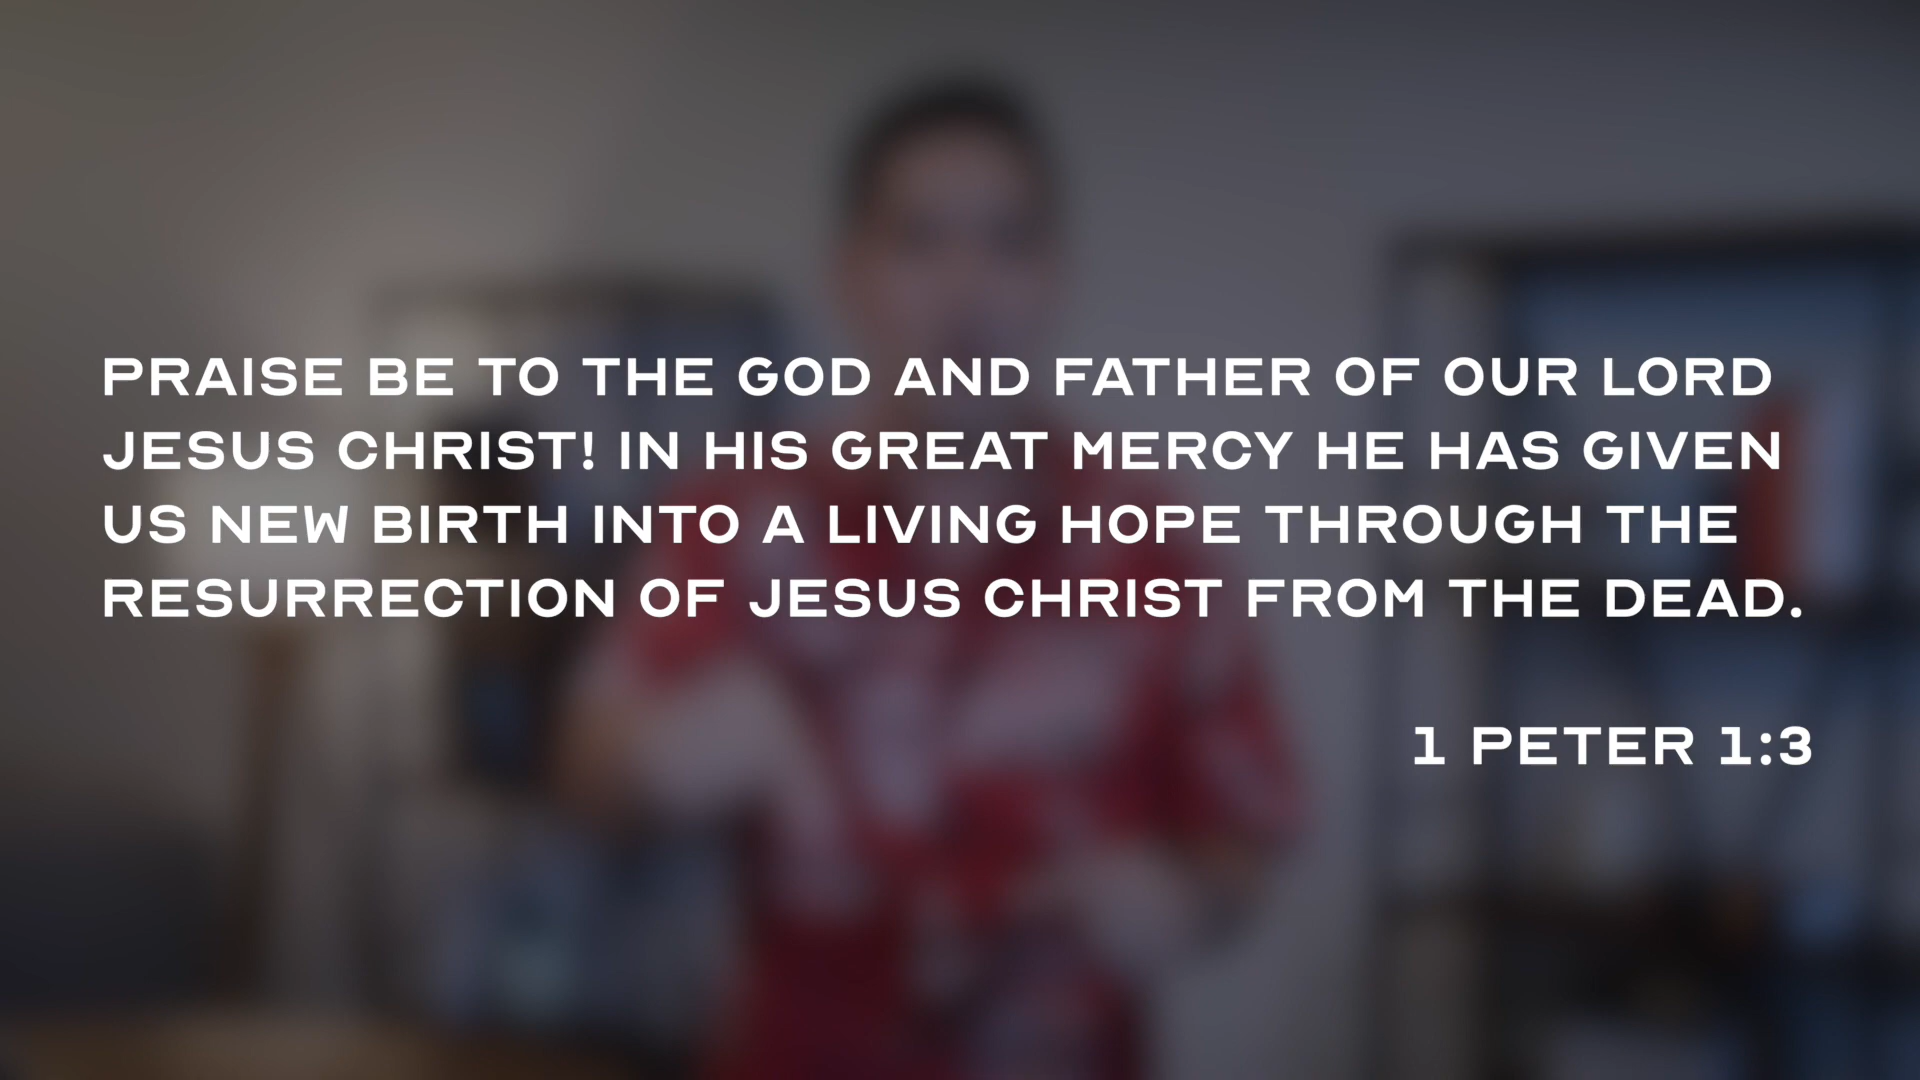 PRAISE BE TO THE GOD AND FATHER OF OUR LORD
JESUS CHRIST! IN HIS GREAT MERCY HE HAS GIVEN
US NEW BIRTH INTO A LIVING HOPE THROUGH THE
RESURRECTION OF JESUS CHRIST FROM THE DEAD.
1 PETER 1:3